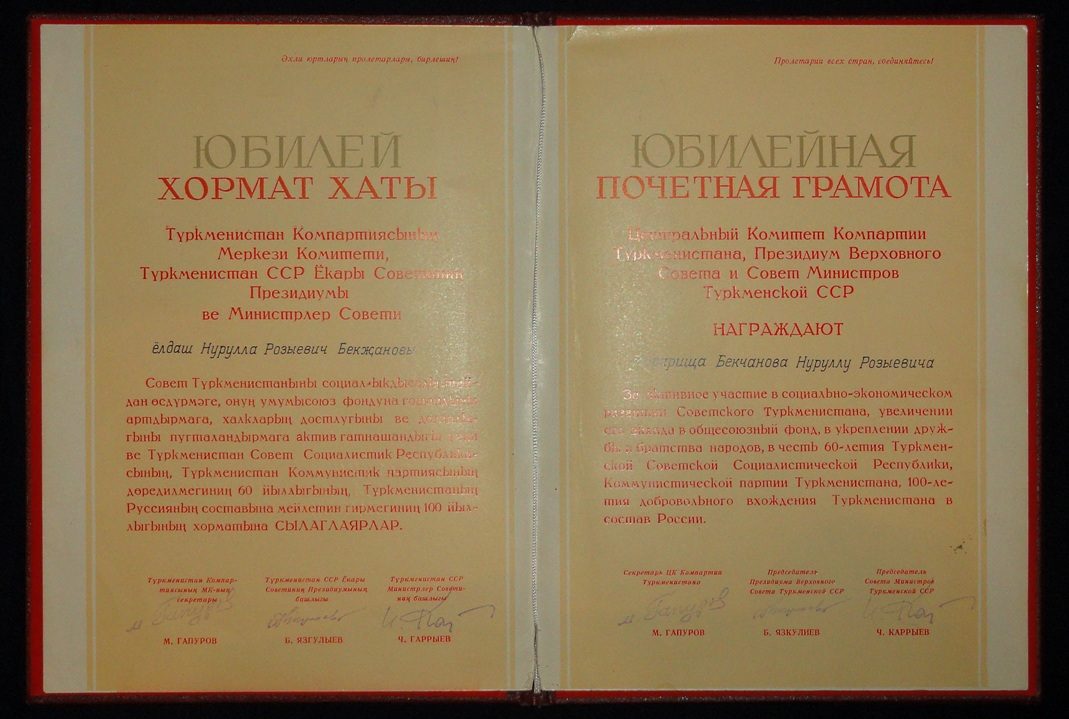 Әхли юртларың пролетарлары, бирлешиң!
ЮБИЛЕЙ
ХОРМАТ ХАТЫ
Түркменистан Компартиясының
Меркези Комитети,
Түркменистан ССР Ёкары Советиниң
Президиумы
ве Министрлер Совети
ёлдаш Нурулла Розыевич Бекҗановы
Совет Түркменистаныны социал-ыкдысады
дан өсдүрмәге, онуң умумысоюз фондуна
артдырмага, халкларың достлугыны ве
гыны пугталандырмага актив гатнашандыгы
ве Түркменистан Совет Социалистик Республика-
сының, Түркменистан Коммунистик партиясының
дөредилмегиниң 60 йыллыгының, Түркменистаның
Руссияның составына мейлетин гирмегиниң 100 йыл-
лыгының хорматына СЫЛАГЛАЯРЛАР.
Түркменистан Компар-
тиясының МК-ның
секретары
М. ГАПУРОВ
Түркменистан ССР Ёкары
Советиниң Президиумының
башлыгы
Б. ЯЗГУЛЫЕВ
Түркменистан ССР
Министрлер Совети-
ниң башлыгы
Ч. ГАРРЫЕВ
Пролетарии всех стран, соединяйтесь!
ЮБИЛЕЙНАЯ
ПОЧЕТНАЯ ГРАМОТА
Центральный Комитет Компартии
Туркменистана, Президиум Верховного
Совета и Совет Министров
Туркменской ССР
НАГРАЖДАЮТ
товарища Бекчанова Нуруллу Розыевича
За активное участие в социально-экономическом
развитии Советского Туркменистана, увеличении
его вклада в общесоюзный фонд, в укреплении друж-
бы и братства народов, в честь 60-летия Туркмен-
ской Советской Социалистической Республики,
Коммунистической партии Туркменистана, 100-ле-
тия добровольного вхождения Туркменистана в
состав России.
Секретарь ЦК Компартии
Туркменистана
М. ГАПУРОВ
Председатель
Президиума Верховного
Совета Туркменской ССР
Б. ЯЗКУЛИЕВ
Председатель
Совета Министров
Туркменской ССР
Ч. КАРРЫЕВ